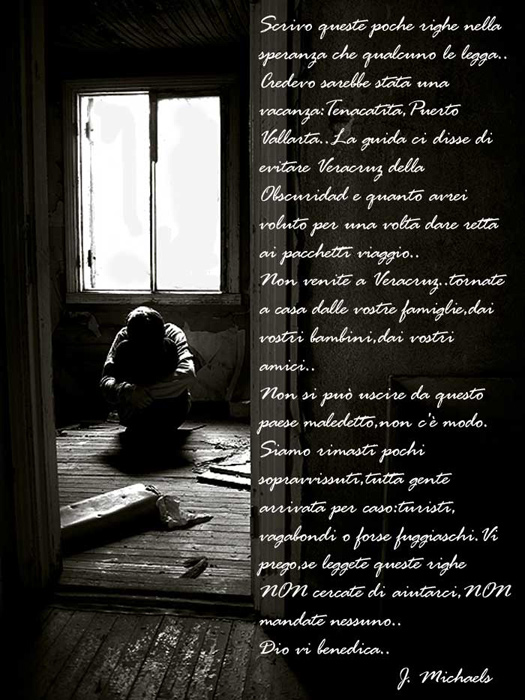 Scrivo queste poche righe nella
speranza che qualcuno le legga..
Credevo sarebbe stata una
vacanza:Tenacatita,Puerto
Vallarta..La guida ci disse di
evitare Veracruz della
Obscuridad e quanto avrei
voluto per una volta dare retta
ai pacchetti viaggio..
Non venite a Veracruz..tornate
a casa dalle vostre famiglie,dai
vostri bambini,dai vostri
amici..
Non si può uscire da questo
paese maledetto,non c'è modo.
Siamo rimasti pochi
sopravvissuti,tutta gente
arrivata per caso:turisti,
vagabondi o forse fuggiaschi.Vi
prego,se leggete queste righe
NON cercate di aiutarci,NON
mandate nessuno..
Dio vi benedica..
J. Michaels